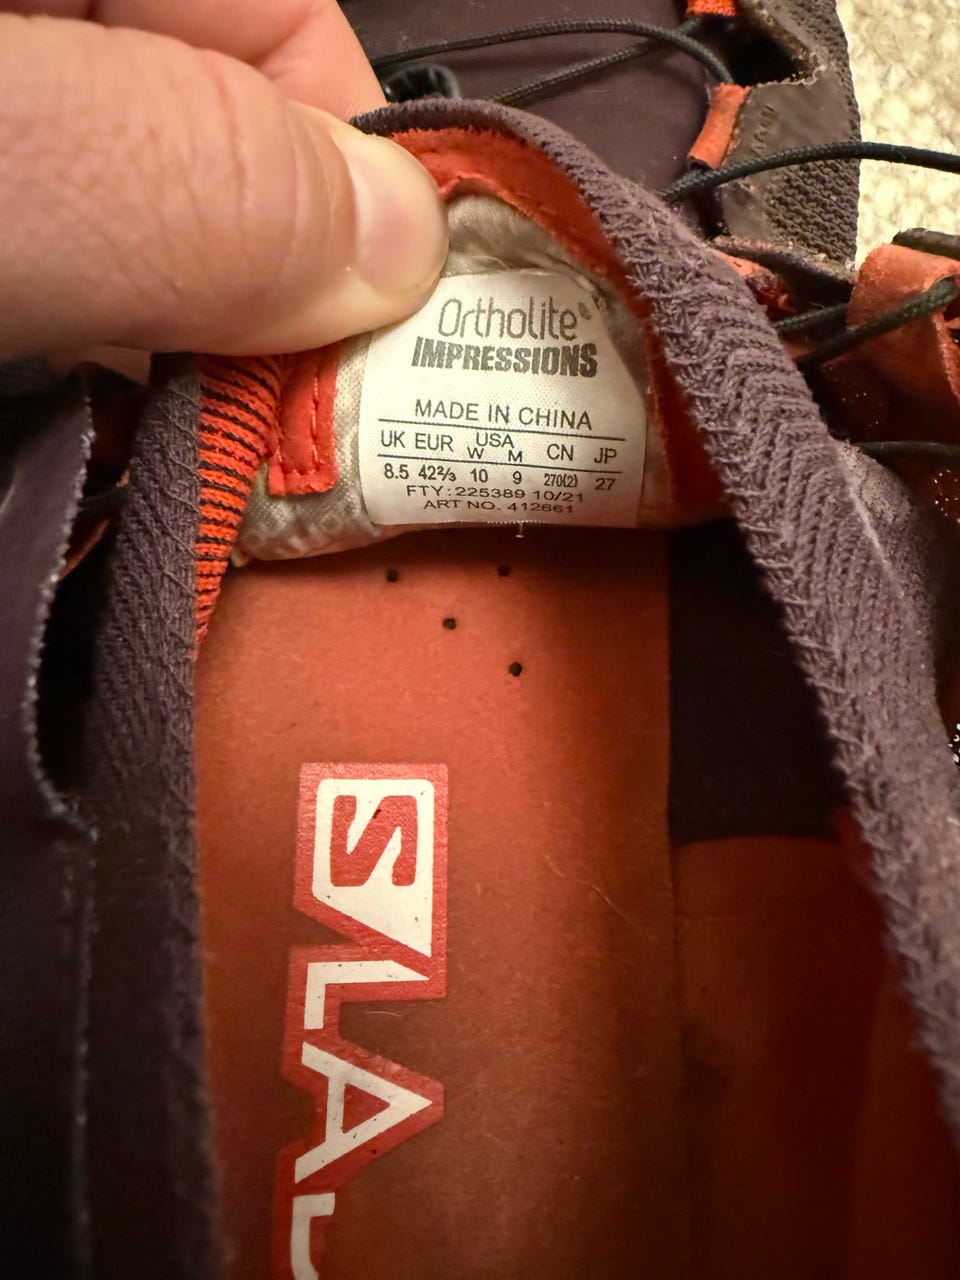 Ortholite
IMPRESSIONS
MADE IN CHINA
UK EUR USA W M CN JP
8.5 42⅔ 10 9 270(2) 27
FTY: 225389 10/21
ART NO. 412661
S
SAL